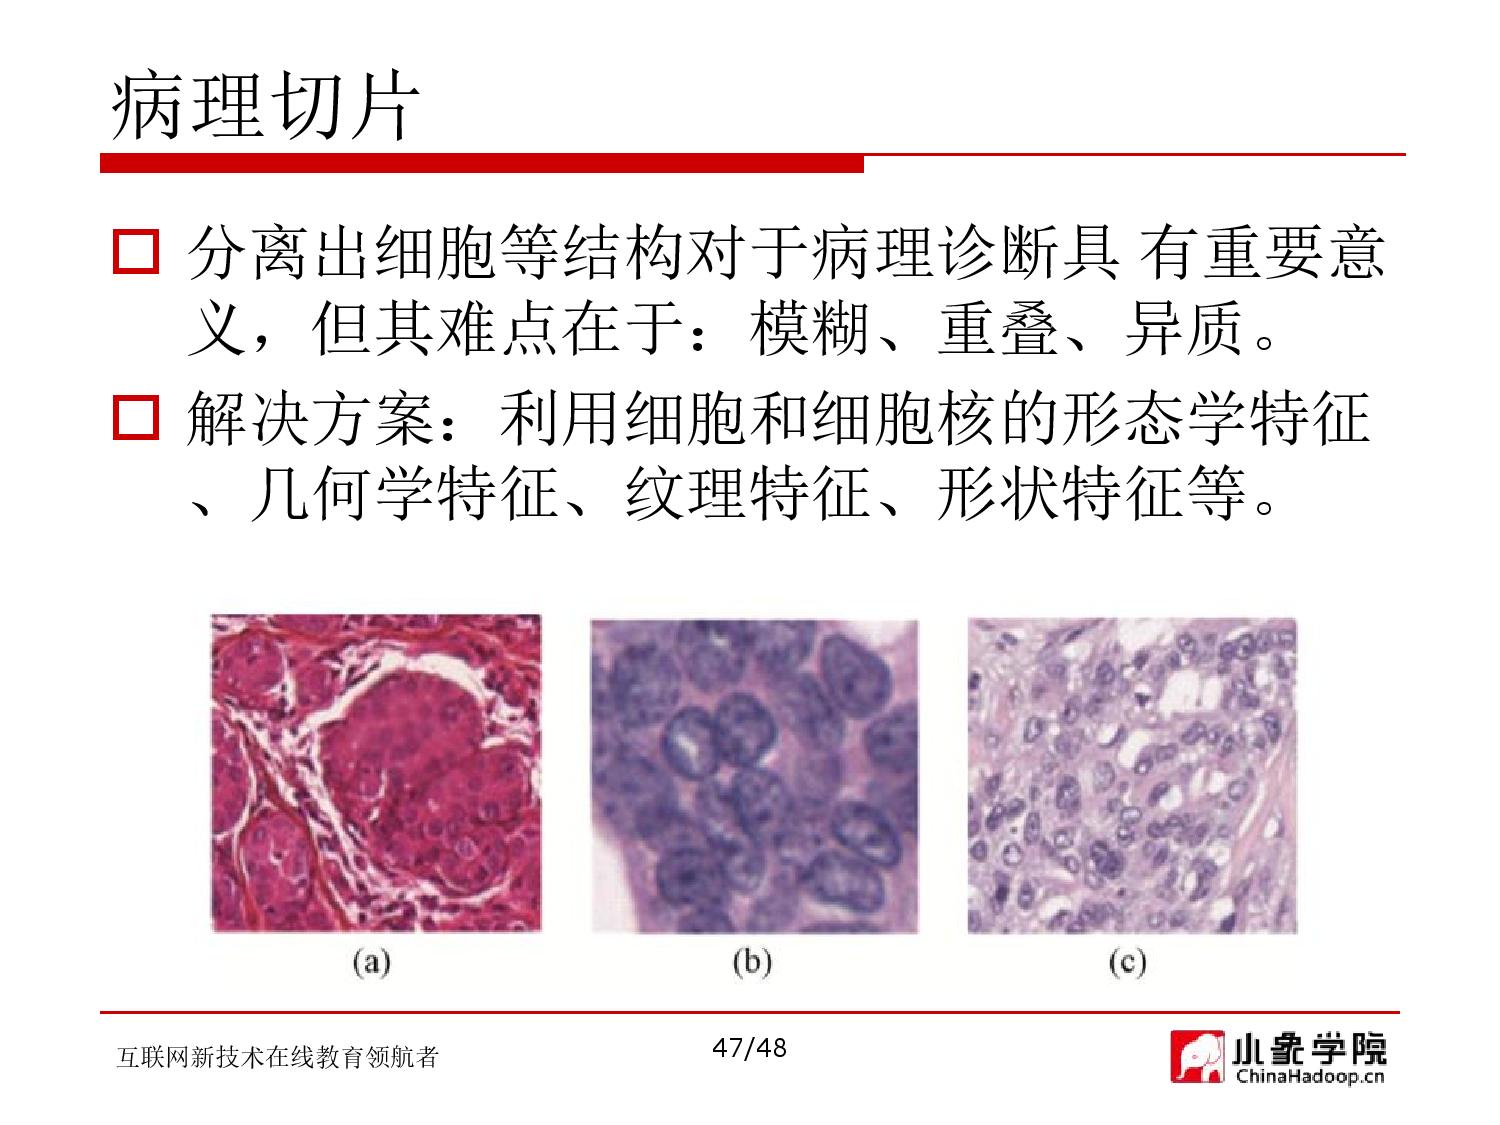 病理切片
分离出细胞等结构对于病理诊断具 有重要意
义，但其难点在于：模糊、重叠、异质。
解决方案：利用细胞和细胞核的形态学特征
、几何学特征、纹理特征、形状特征等。
(a)
(b)
(c)
互联网新技术在线教育领航者
47/48
小象学院
ChinaHadoop.cn